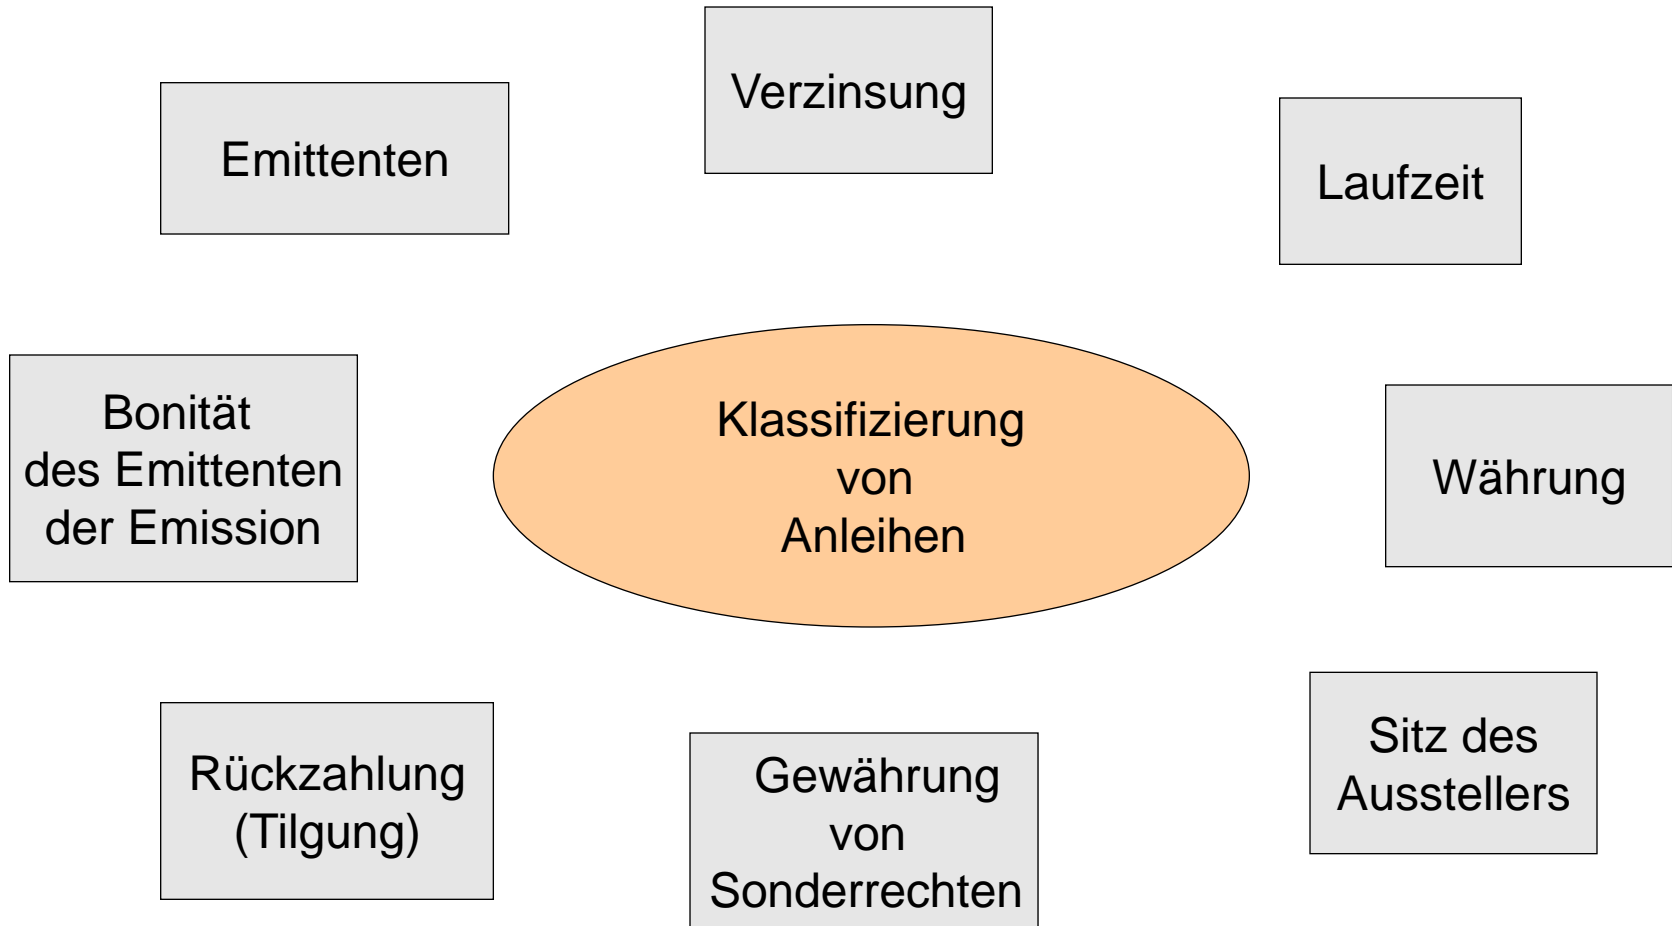 Verzinsung
Emittenten
Laufzeit
Bonität
des Emittenten
der Emission
Klassifizierung
von
Anleihen
Währung
Rückzahlung
(Tilgung)
Gewährung
von
Sonderrechten
Sitz des
Ausstellers